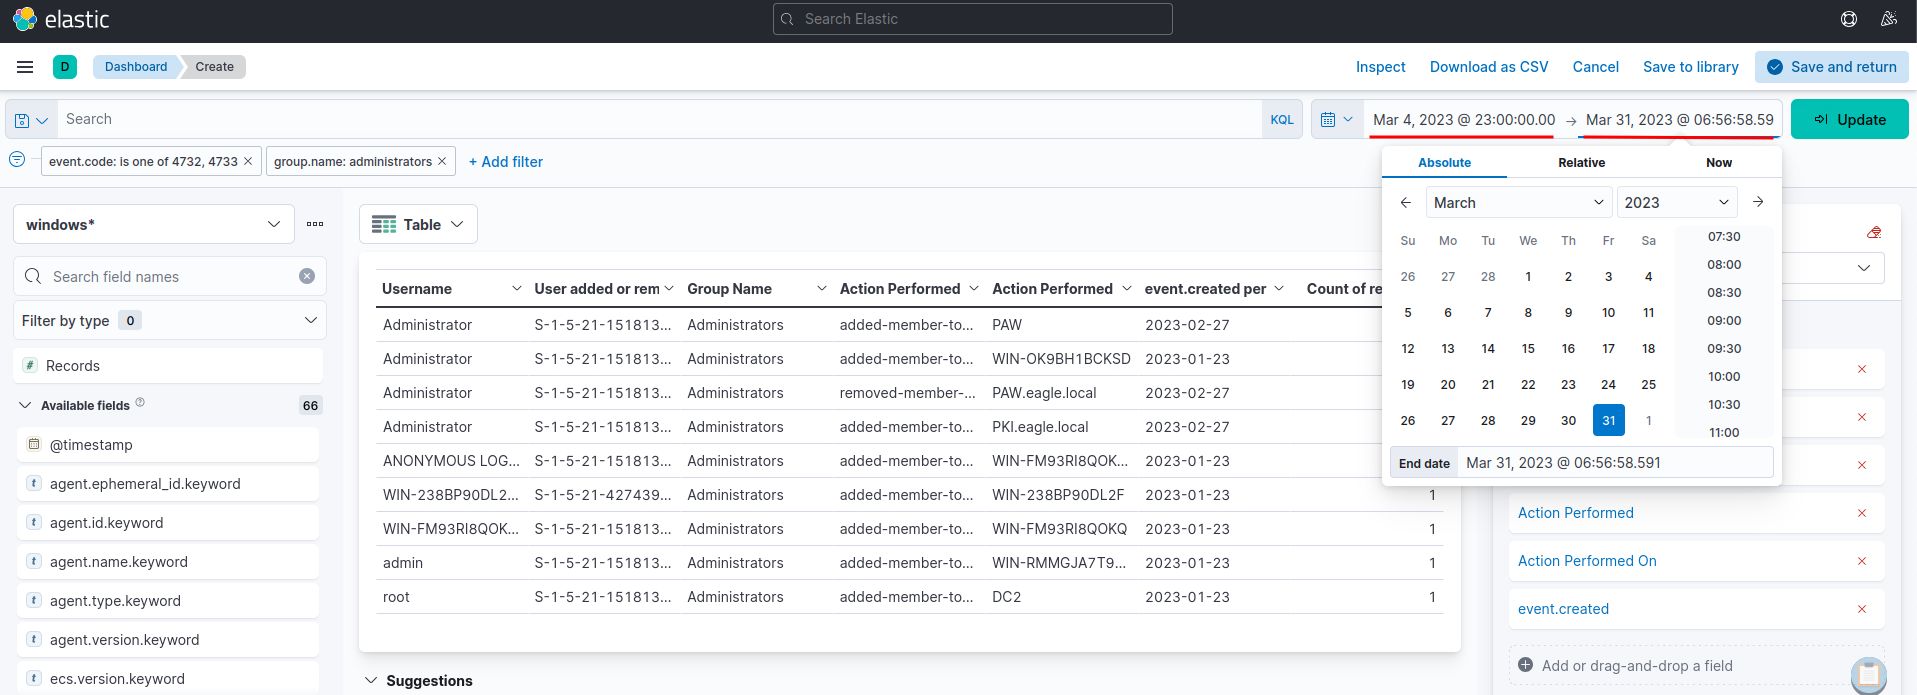 elastic
Search Elastic
D Dashboard Create
Inspect Download as CSV Cancel Save to library Save and return
Search KQL Mar 4, 2023 @ 23:00:00.00 → Mar 31, 2023 @ 06:56:58.59 Update
event.code: is one of 4732, 4733 × group.name: administrators × + Add filter
Absolute Relative Now
March 2023
Su Mo Tu We Th Fr Sa
26 27 28 1 2 3 4
5 6 7 8 9 10 11
12 13 14 15 16 17 18
19 20 21 22 23 24 25
26 27 28 29 30 31 1
07:30
08:00
08:30
09:00
09:30
10:00
10:30
11:00
End date Mar 31, 2023 @ 06:56:58.591
windows*
Search field names
Filter by type 0
# Records
Available fields 66
@timestamp
t agent.ephemeral_id.keyword
t agent.id.keyword
t agent.name.keyword
t agent.type.keyword
t agent.version.keyword
t ecs.version.keyword
Table
Username User added or rem Group Name Action Performed Action Performed event.created per Count of re
Administrator S-1-5-21-151813... Administrators added-member-to... PAW 2023-02-27
Administrator S-1-5-21-151813... Administrators added-member-to... WIN-OK9BH1BCKSD 2023-01-23
Administrator S-1-5-21-151813... Administrators removed-member-... PAW.eagle.local 2023-02-27
Administrator S-1-5-21-151813... Administrators added-member-to... PKI.eagle.local 2023-02-27
ANONYMOUS LOG... S-1-5-21-151813... Administrators added-member-to... WIN-FM93RI8QOK... 2023-01-23
WIN-238BP90DL2... S-1-5-21-427439... Administrators added-member-to... WIN-238BP90DL2F 2023-01-23 1
WIN-FM93RI8QOK... S-1-5-21-151813... Administrators added-member-to... WIN-FM93RI8QOKQ 2023-01-23 1
admin S-1-5-21-151813... Administrators added-member-to... WIN-RMMGJA7T9... 2023-01-23 1
root S-1-5-21-151813... Administrators added-member-to... DC2 2023-01-23 1
Suggestions
Action Performed
Action Performed On
event.created
Add or drag-and-drop a field